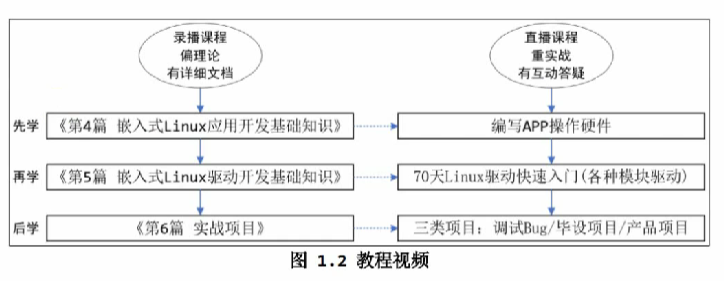 录播课程
偏理论
有详细文档
直播课程
重实战
有互动答疑
先学 《第4篇 嵌入式Linux应用开发基础知识》 编写APP操作硬件
再学 《第5篇 嵌入式Linux驱动开发基础知识》 70天Linux驱动快速入门(各种模块驱动)
后学 《第6篇 实战项目》 三类项目：调试Bug/毕设项目/产品项目
图 1.2 教程视频